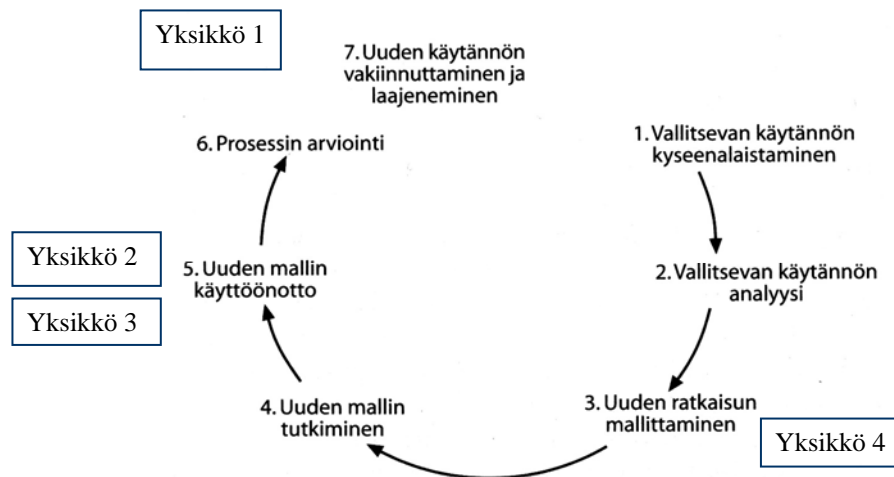 Yksikkö 1
7. Uuden käytännön
vakiinnuttaminen ja
laajeneminen
1. Vallitsevan käytännön
kyseenalaistaminen
6. Prosessin arviointi
Yksikkö 2
5. Uuden mallin
käyttöönotto
2. Vallitsevan käytännön
analyysi
Yksikkö 3
4. Uuden mallin
tutkiminen
3. Uuden ratkaisun
mallittaminen
Yksikkö 4